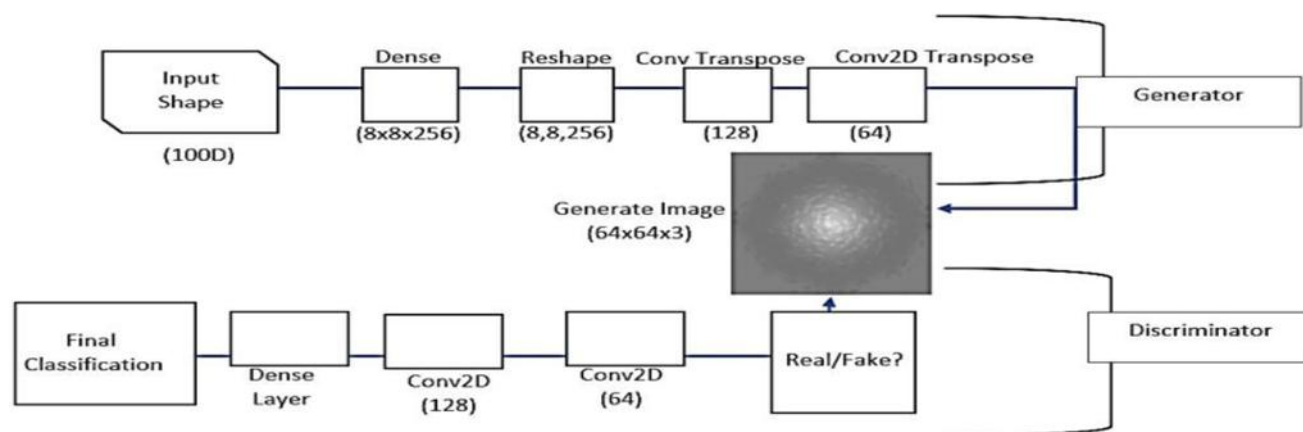 Input
Shape
(100D)
Dense
(8x8x256)
Reshape
(8,8,256)
Conv Transpose
(128)
Conv2D Transpose
(64)
Generator
Generate Image
(64x64x3)
Final
Classification
Dense
Layer
Conv2D
(128)
Conv2D
(64)
Real/Fake?
Discriminator